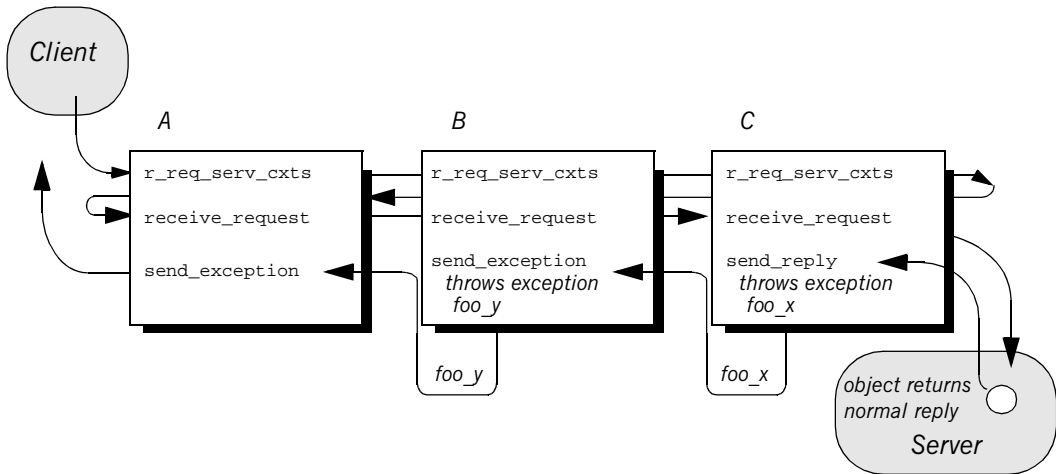 Client
A
B
C
r_req_serv_cxts
receive_request
send_exception
r_req_serv_cxts
receive_request
send_exception
throws exception
foo_y
r_req_serv_cxts
receive_request
send_reply
throws exception
foo_x
foo_y
foo_x
object returns
normal reply
Server